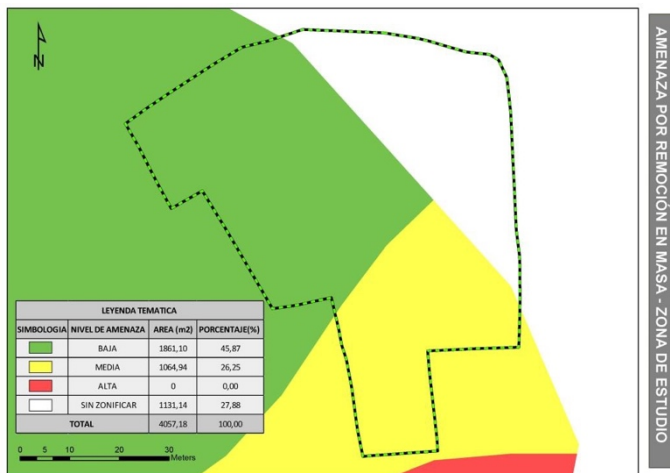 N
AMENAZA POR REMOCIÓN EN MASA - ZONA DE ESTUDIO
LEYENDA TEMATICA
SIMBOLOGIA NIVEL DE AMENAZA AREA (m2) PORCENTAJE(%)
BAJA 1861,10 45,87
MEDIA 1064,94 26,25
ALTA 0 0,00
SIN ZONIFICAR 1131,14 27,88
TOTAL 4057,18 100,00
0 5 10 20 30
Meters